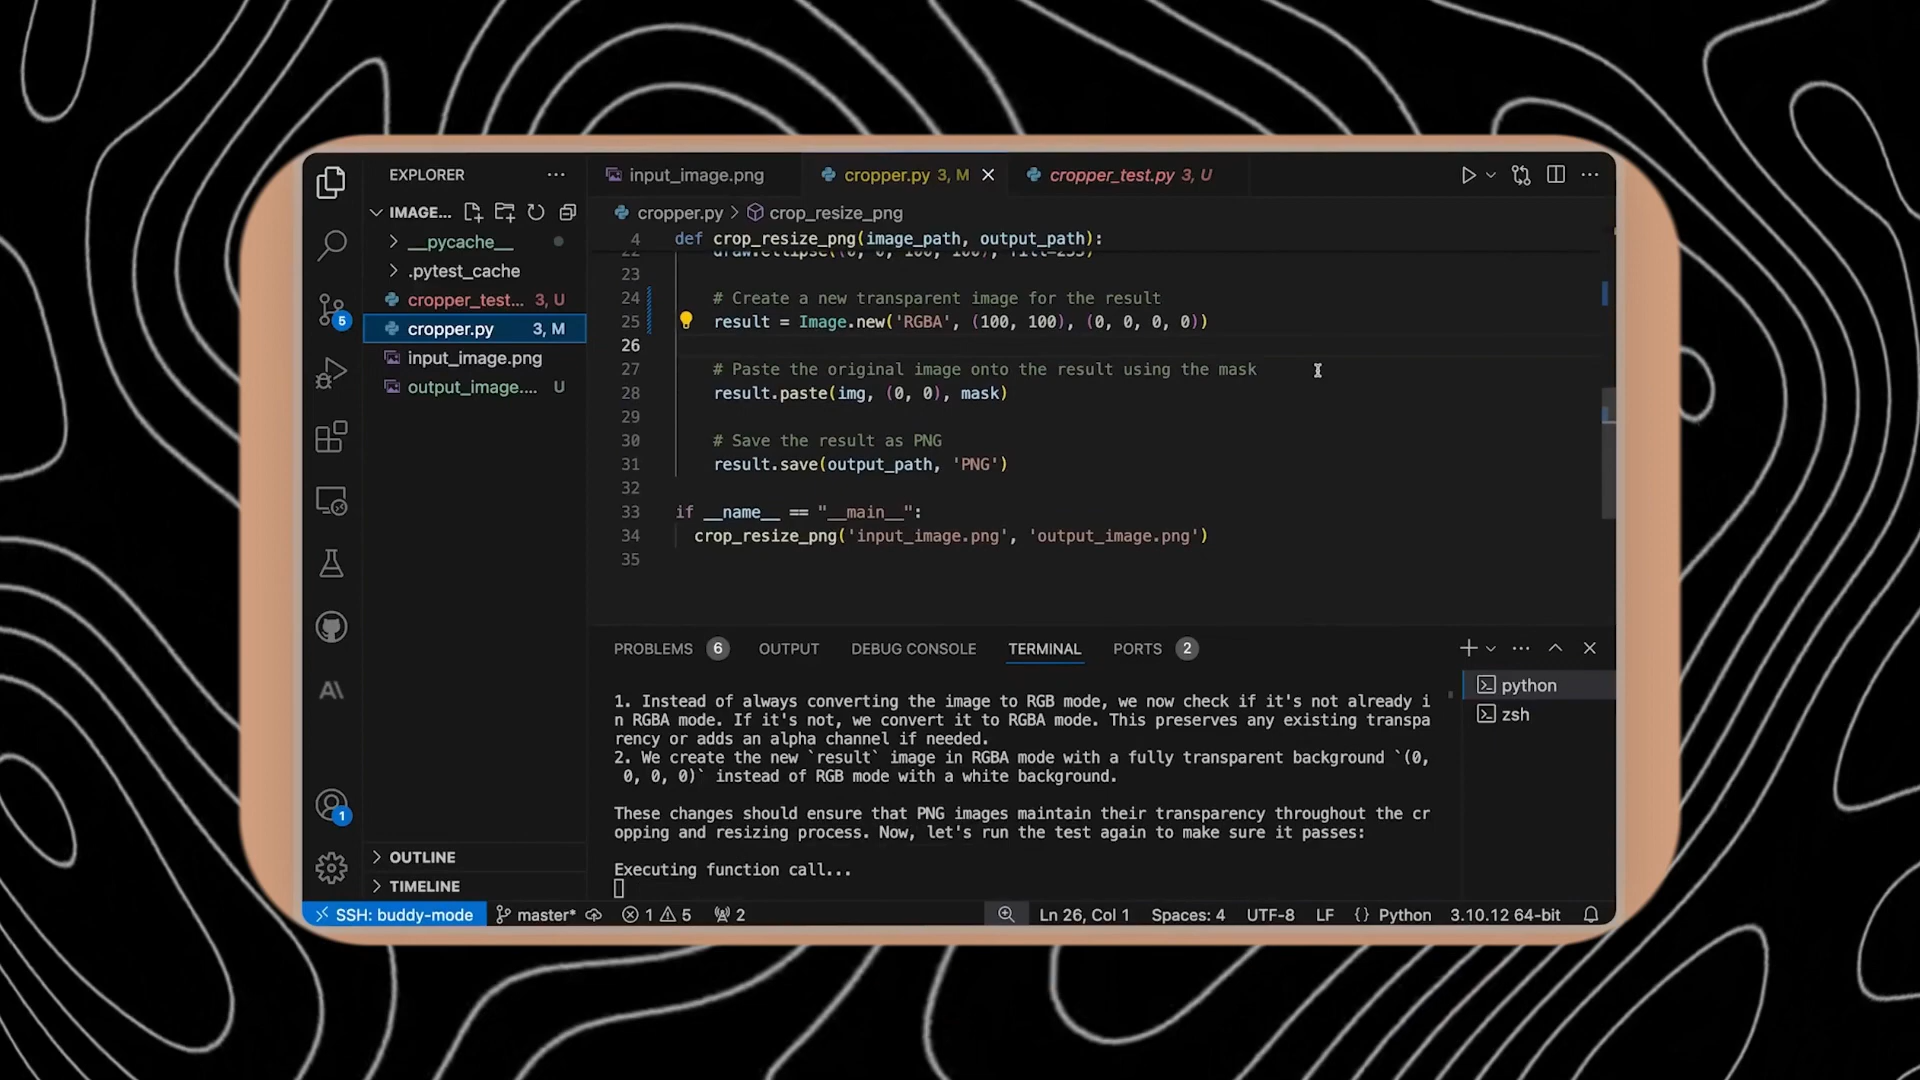 EXPLORER
input_image.png
cropper.py 3, M
cropper_test.py 3, U
IMAGE...
cropper.py > crop_resize_png
__pycache__
4 def crop_resize_png(image_path, output_path):
22 draw.ellipse((0, 0, 100, 100), fill=255)
.pytest_cache
23
cropper_test... 3, U
24 # Create a new transparent image for the result
cropper.py 3, M
25 result = Image.new('RGBA', (100, 100), (0, 0, 0, 0))
5
26
input_image.png
27 # Paste the original image onto the result using the mask
output_image.... U
28 result.paste(img, (0, 0), mask)
29
30 # Save the result as PNG
31 result.save(output_path, 'PNG')
32
33 if __name__ == "__main__":
34 crop_resize_png('input_image.png', 'output_image.png')
35
PROBLEMS 6 OUTPUT DEBUG CONSOLE TERMINAL PORTS 2
python
zsh
1. Instead of always converting the image to RGB mode, we now check if it's not already i
n RGBA mode. If it's not, we convert it to RGBA mode. This preserves any existing transpa
rency or adds an alpha channel if needed.
2. We create the new `result` image in RGBA mode with a fully transparent background `(0,
0, 0, 0)` instead of RGB mode with a white background.
These changes should ensure that PNG images maintain their transparency throughout the cr
opping and resizing process. Now, let's run the test again to make sure it passes:
Executing function call...
1
OUTLINE
TIMELINE
SSH: buddy-mode master* 1 5 2 Ln 26, Col 1 Spaces: 4 UTF-8 LF {} Python 3.10.12 64-bit